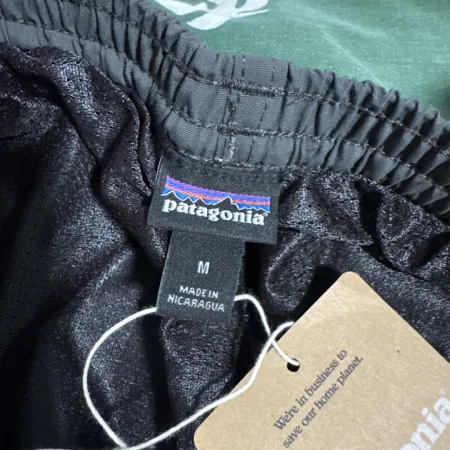 patagonia
M
MADE IN
NICARAGUA
We're in business to
save our home planet.